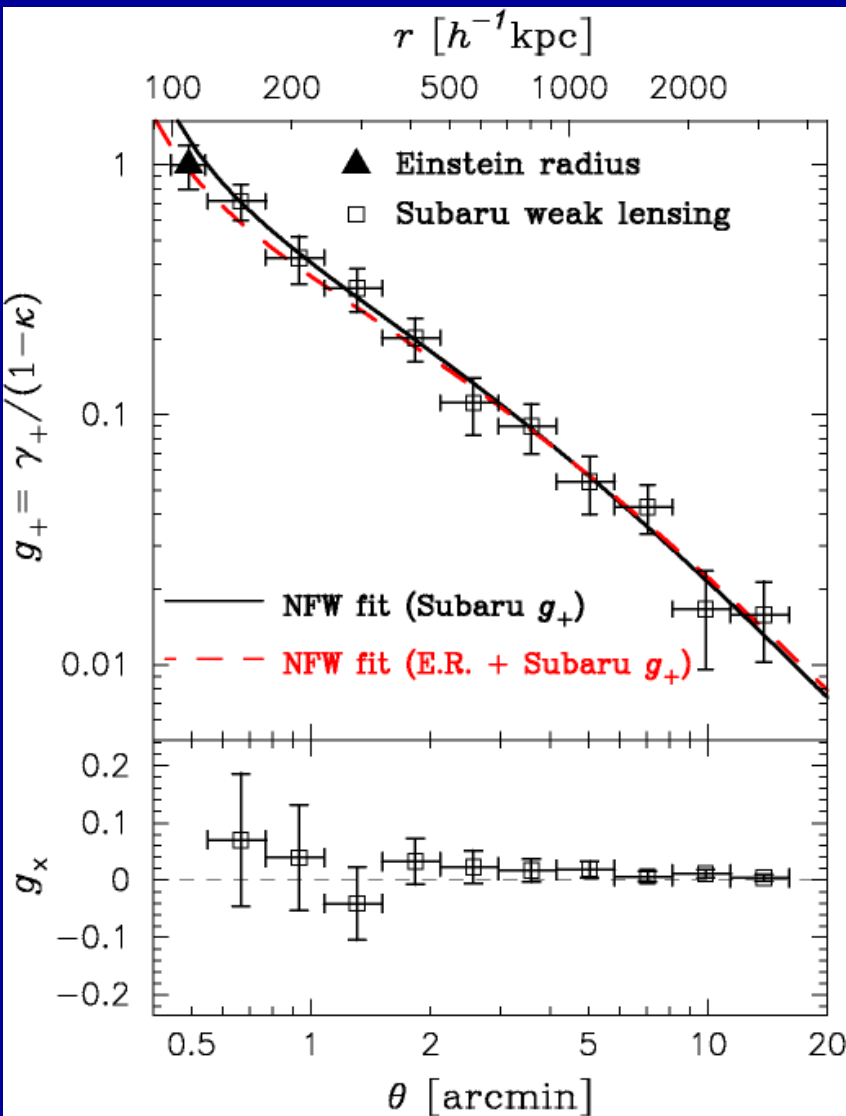 r [h⁻¹kpc]
100 200 500 1000 2000
1
▲ Einstein radius
□ Subaru weak lensing
g₊ = γ₊/(1−κ)
0.1
NFW fit (Subaru g₊)
NFW fit (E.R. + Subaru g₊)
0.01
0.2
0.1
gₓ
0
−0.1
−0.2
0.5 1 2 5 10 20
θ [arcmin]